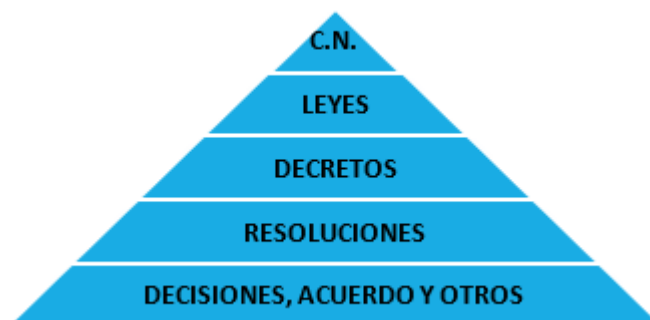 C.N.
LEYES
DECRETOS
RESOLUCIONES
DECISIONES, ACUERDO Y OTROS